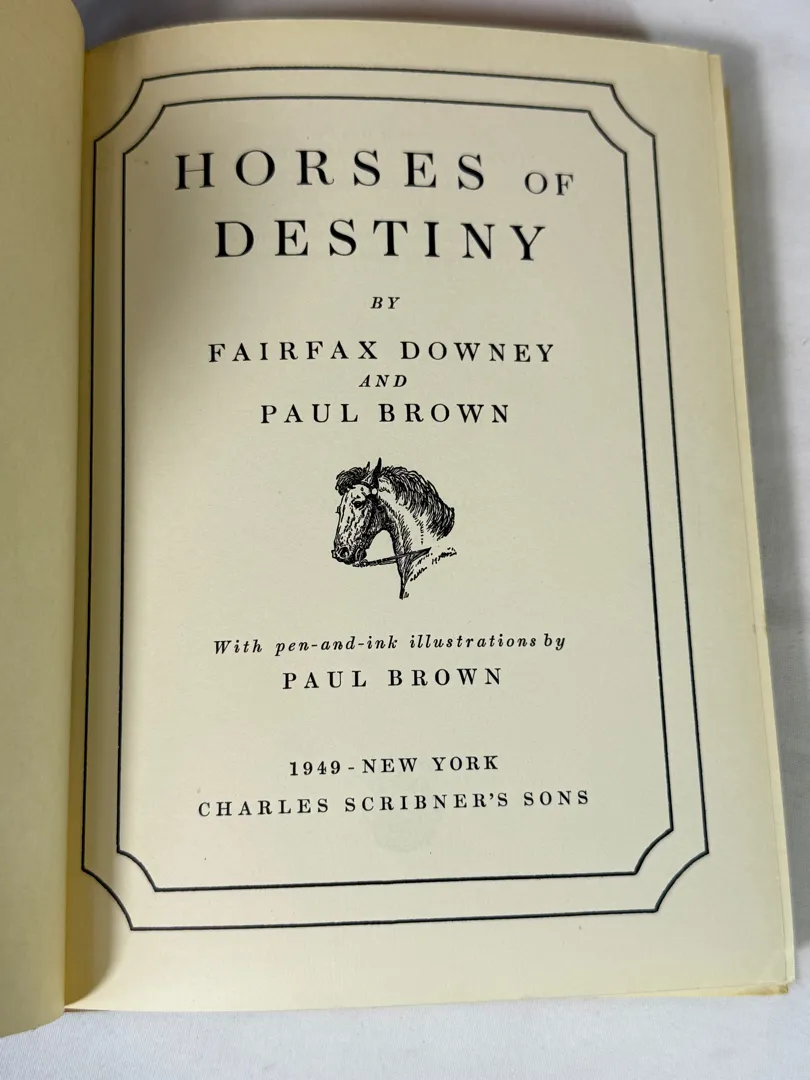 HORSES OF
DESTINY
BY
FAIRFAX DOWNEY
AND
PAUL BROWN
With pen-and-ink illustrations by
PAUL BROWN
1949 - NEW YORK
CHARLES SCRIBNER'S SONS